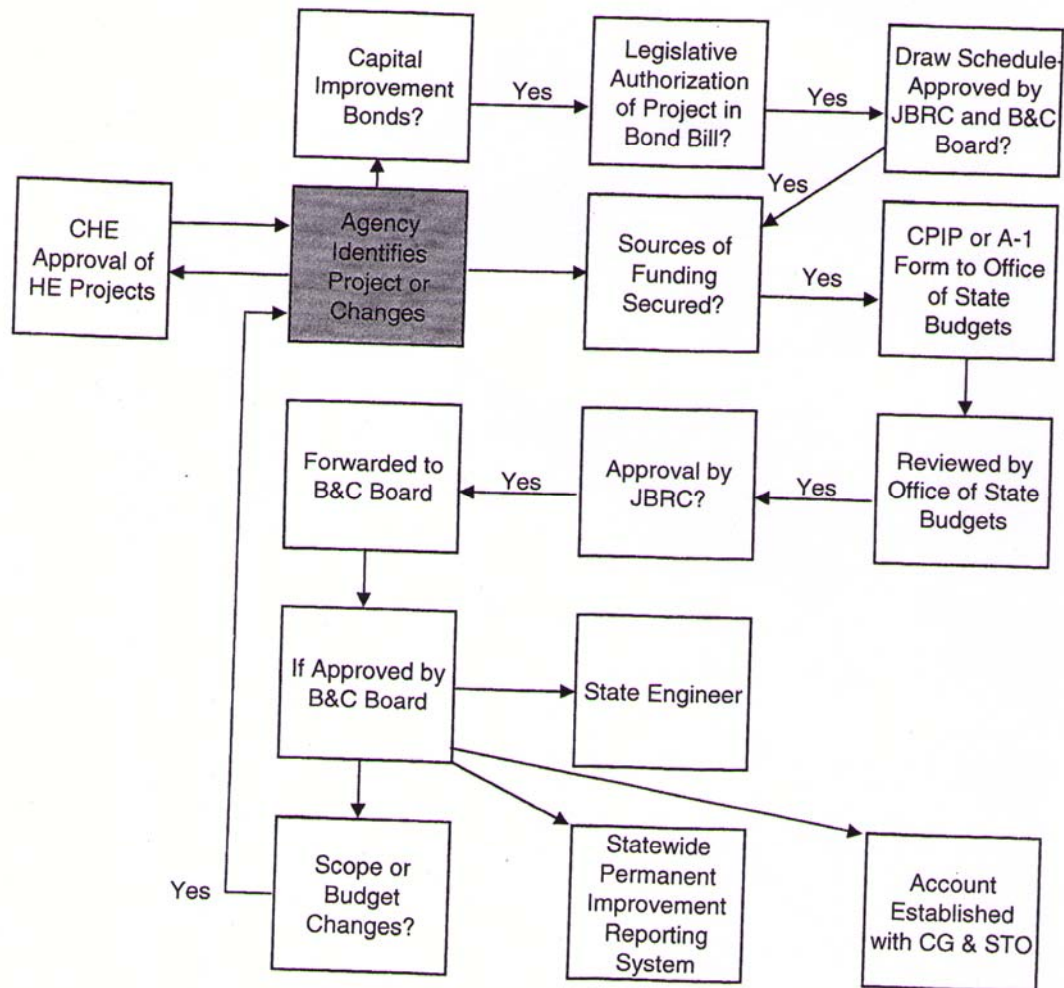 Capital
Improvement
Bonds?
Yes
Legislative
Authorization
of Project in
Bond Bill?
Yes
Draw Schedule-
Approved by
JBRC and B&C
Board?
Yes
CHE
Approval of
HE Projects
Agency
Identifies
Project or
Changes
Sources of
Funding
Secured?
Yes
CPIP or A-1
Form to Office
of State
Budgets
Forwarded to
B&C Board
Yes
Approval by
JBRC?
Yes
Reviewed by
Office of State
Budgets
If Approved by
B&C Board
State Engineer
Yes
Scope or
Budget
Changes?
Statewide
Permanent
Improvement
Reporting
System
Account
Established
with CG & STO